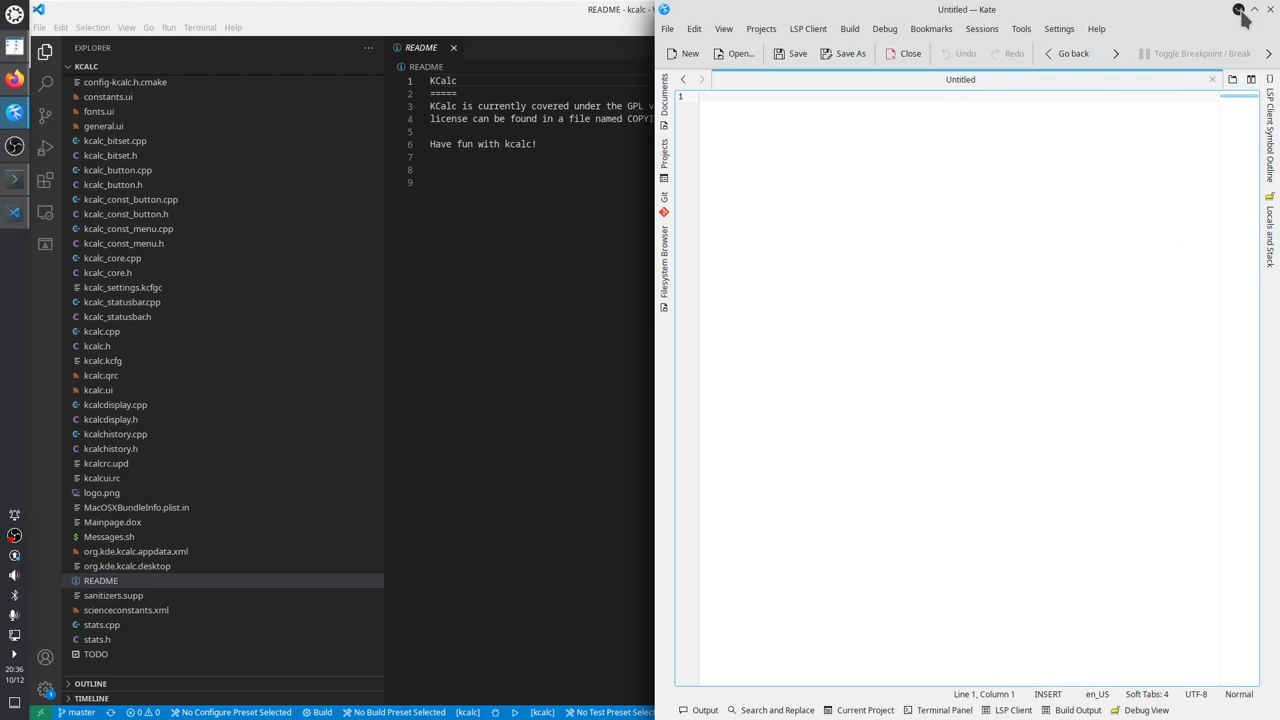 README - kcalc - V
File Edit Selection View Go Run Terminal Help
EXPLORER
KCALC
config-kcalc.h.cmake
constants.ui
fonts.ui
general.ui
kcalc_bitset.cpp
kcalc_bitset.h
kcalc_button.cpp
kcalc_button.h
kcalc_const_button.cpp
kcalc_const_button.h
kcalc_const_menu.cpp
kcalc_const_menu.h
kcalc_core.cpp
kcalc_core.h
kcalc_settings.kcfgc
kcalc_statusbar.cpp
kcalc_statusbar.h
kcalc.cpp
kcalc.h
kcalc.kcfg
kcalc.qrc
kcalc.ui
kcalcdisplay.cpp
kcalcdisplay.h
kcalchistory.cpp
kcalchistory.h
kcalcrc.upd
kcalcui.rc
logo.png
MacOSXBundleInfo.plist.in
Mainpage.dox
Messages.sh
org.kde.kcalc.appdata.xml
org.kde.kcalc.desktop
README
sanitizers.supp
scienceconstants.xml
stats.cpp
stats.h
TODO
OUTLINE
TIMELINE
README
README
1 KCalc
2 =====
3 KCalc is currently covered under the GPL v
4 license can be found in a file named COPYI
5
6 Have fun with kcalc!
7
8
9
20:36
10/12
1
master 0 0 No Configure Preset Selected Build No Build Preset Selected [kcalc] [kcalc] No Test Preset Selec
Untitled — Kate
File Edit View Projects LSP Client Build Debug Bookmarks Sessions Tools Settings Help
New Open... Save Save As Close Undo Redo Go back Toggle Breakpoint / Break
Untitled
1
Documents
Projects
Git
Filesystem Browser
LSP Client Symbol Outline
Locals and Stack
Line 1, Column 1 INSERT en_US Soft Tabs: 4 UTF-8 Normal
Output Search and Replace Current Project Terminal Panel LSP Client Build Output Debug View